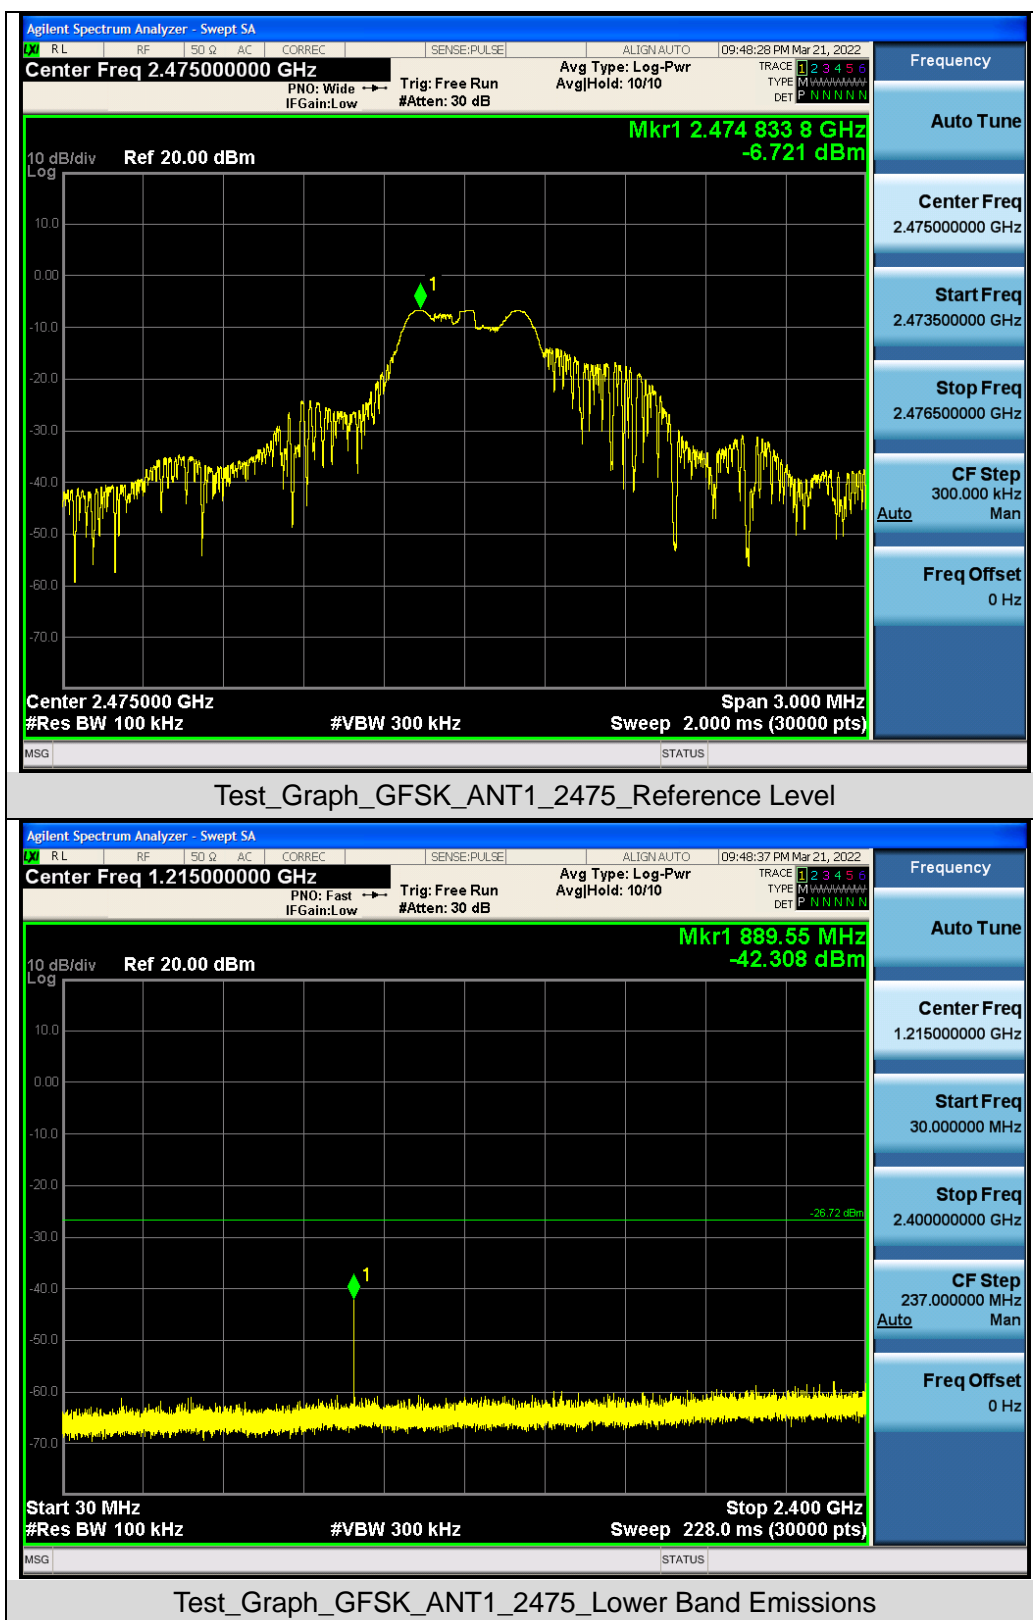 Agilent Spectrum Analyzer - Swept SA
LXI RL RF 50 Ω AC CORREC SENSE:PULSE ALIGN AUTO 09:48:28 PM Mar 21, 2022
Center Freq 2.475000000 GHz
PNO: Wide
IFGain:Low
Trig: Free Run
#Atten: 30 dB
Avg Type: Log-Pwr
Avg|Hold: 10/10
TRACE 1 2 3 4 5 6
TYPE M WWWWW
DET P N N N N N
Frequency
Auto Tune
Center Freq
2.475000000 GHz
Start Freq
2.473500000 GHz
Stop Freq
2.476500000 GHz
CF Step
300.000 kHz
Auto Man
Freq Offset
0 Hz
Mkr1 2.474 833 8 GHz
-6.721 dBm
10 dB/div Ref 20.00 dBm
Log
10.0
0.00
-10.0
-20.0
-30.0
-40.0
-50.0
-60.0
-70.0
1
Center 2.475000 GHz Span 3.000 MHz
#Res BW 100 kHz #VBW 300 kHz Sweep 2.000 ms (30000 pts)
MSG STATUS
Test_Graph_GFSK_ANT1_2475_Reference Level
Agilent Spectrum Analyzer - Swept SA
LXI RL RF 50 Ω AC CORREC SENSE:PULSE ALIGN AUTO 09:48:37 PM Mar 21, 2022
Center Freq 1.215000000 GHz
PNO: Fast
IFGain:Low
Trig: Free Run
#Atten: 30 dB
Avg Type: Log-Pwr
Avg|Hold: 10/10
TRACE 1 2 3 4 5 6
TYPE M WWWWW
DET P N N N N N
Frequency
Auto Tune
Center Freq
1.215000000 GHz
Start Freq
30.000000 MHz
Stop Freq
2.400000000 GHz
CF Step
237.000000 MHz
Auto Man
Freq Offset
0 Hz
Mkr1 889.55 MHz
-42.308 dBm
10 dB/div Ref 20.00 dBm
Log
10.0
0.00
-10.0
-20.0
-30.0
-40.0
-50.0
-60.0
-70.0
-26.72 dBm
1
Start 30 MHz Stop 2.400 GHz
#Res BW 100 kHz #VBW 300 kHz Sweep 228.0 ms (30000 pts)
MSG STATUS
Test_Graph_GFSK_ANT1_2475_Lower Band Emissions